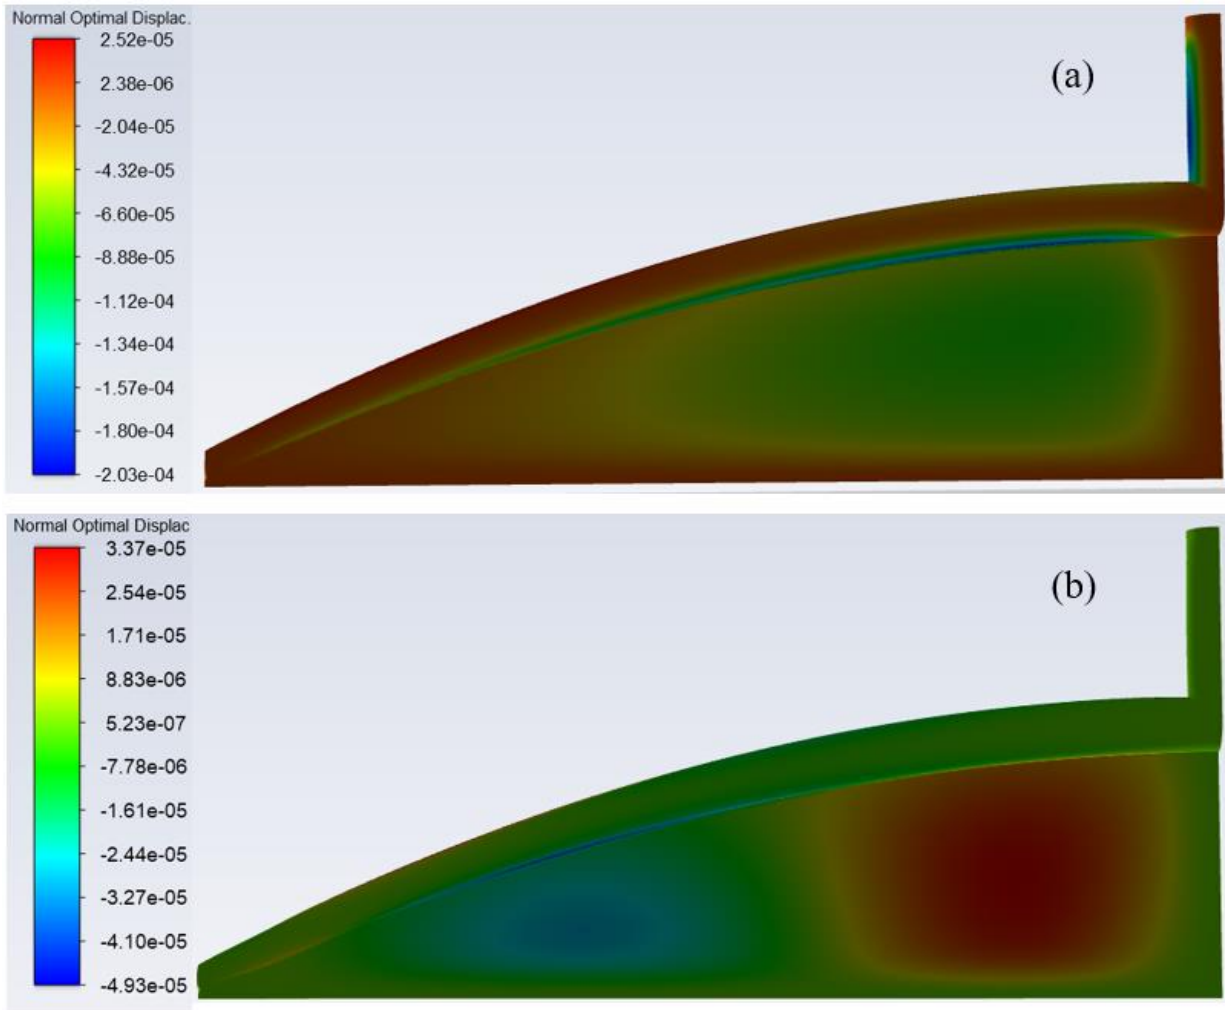 Normal Optimal Displac.
2.52e-05
2.38e-06
-2.04e-05
-4.32e-05
-6.60e-05
-8.88e-05
-1.12e-04
-1.34e-04
-1.57e-04
-1.80e-04
-2.03e-04
(a)
Normal Optimal Displac
3.37e-05
2.54e-05
1.71e-05
8.83e-06
5.23e-07
-7.78e-06
-1.61e-05
-2.44e-05
-3.27e-05
-4.10e-05
-4.93e-05
(b)